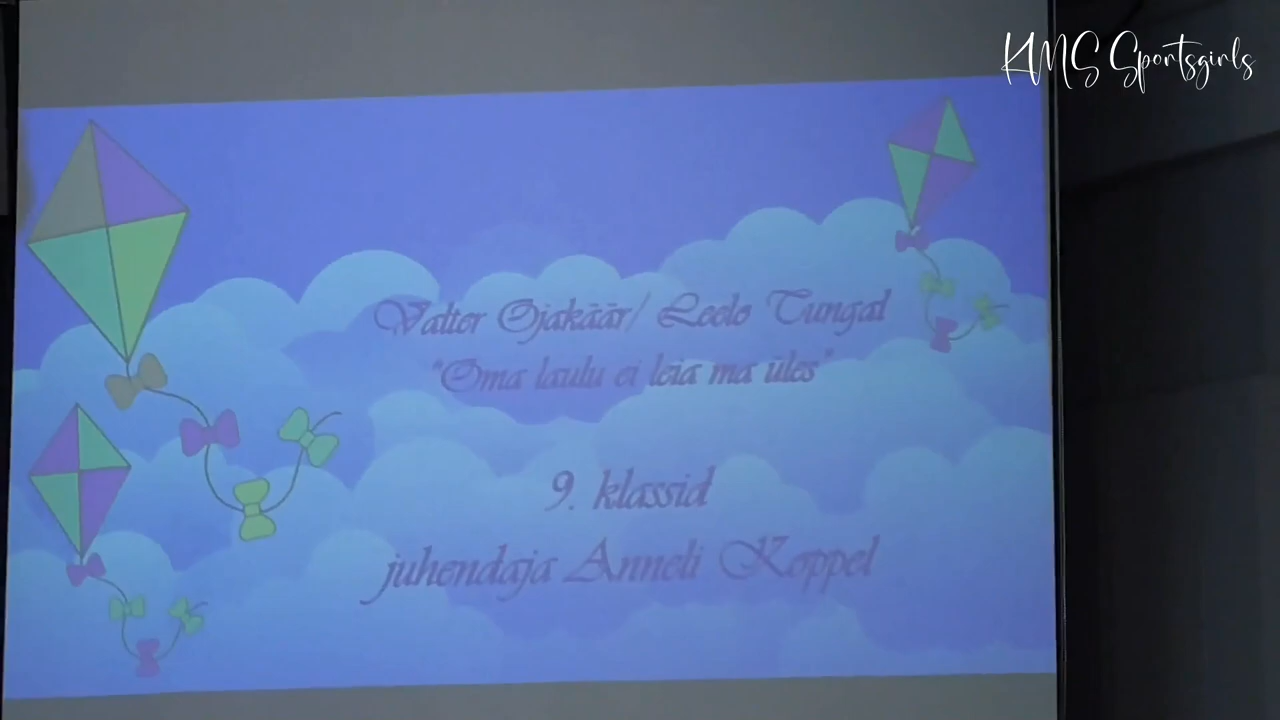 KMS Sportsgirls
Valter Ojakäär/ Leelo Tungal
"Oma laulu ei leia ma üles"
9. klassid
juhendaja Anneli Koppel